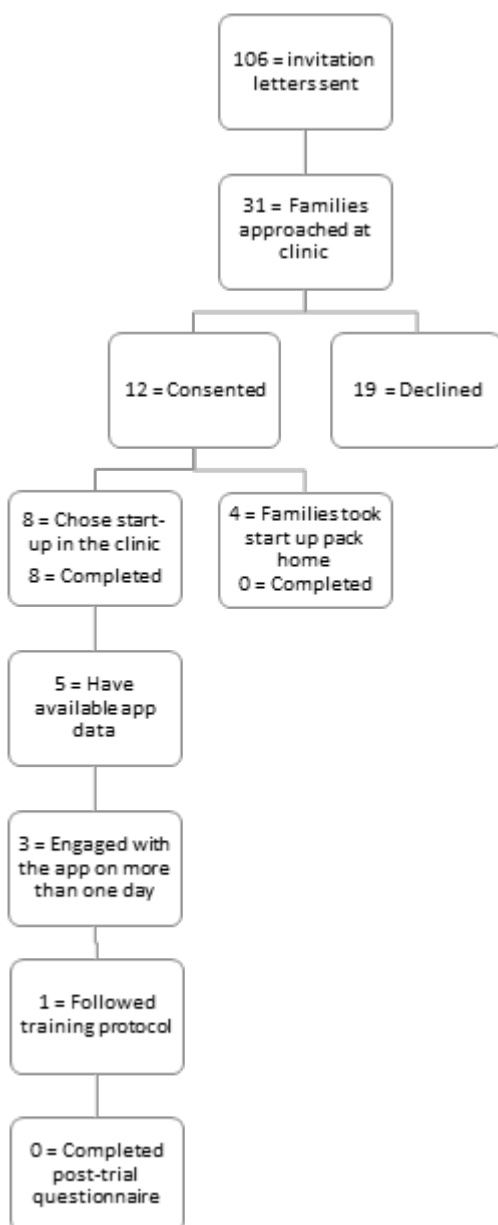 106 = invitation
letters sent
31 = Families
approached at
clinic
12 = Consented
19 = Declined
8 = Chose start-
up in the clinic
8 = Completed
4 = Families took
start up pack
home
0 = Completed
5 = Have
available app
data
3 = Engaged with
the app on more
than one day
1 = Followed
training protocol
0 = Completed
post-trial
questionnaire